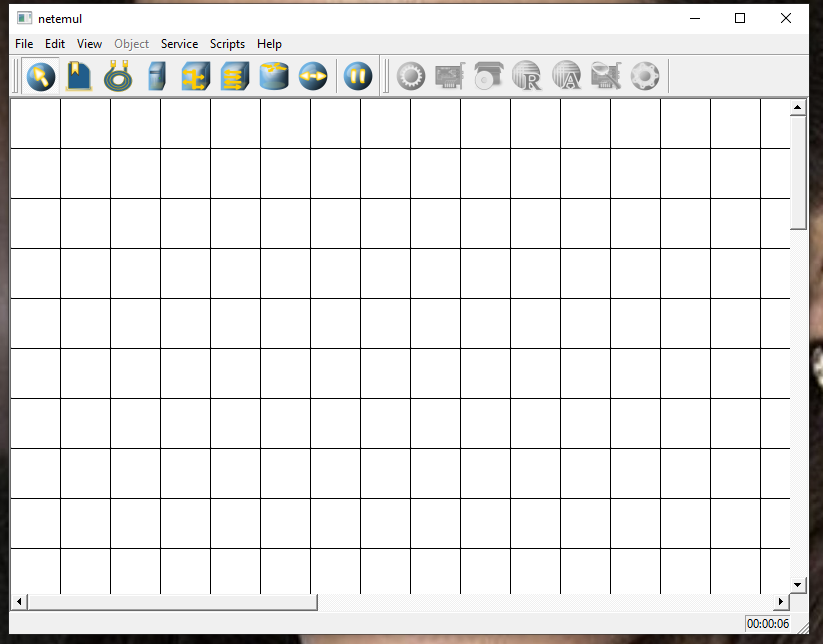 netemul
File Edit View Object Service Scripts Help
R A
00:00:06